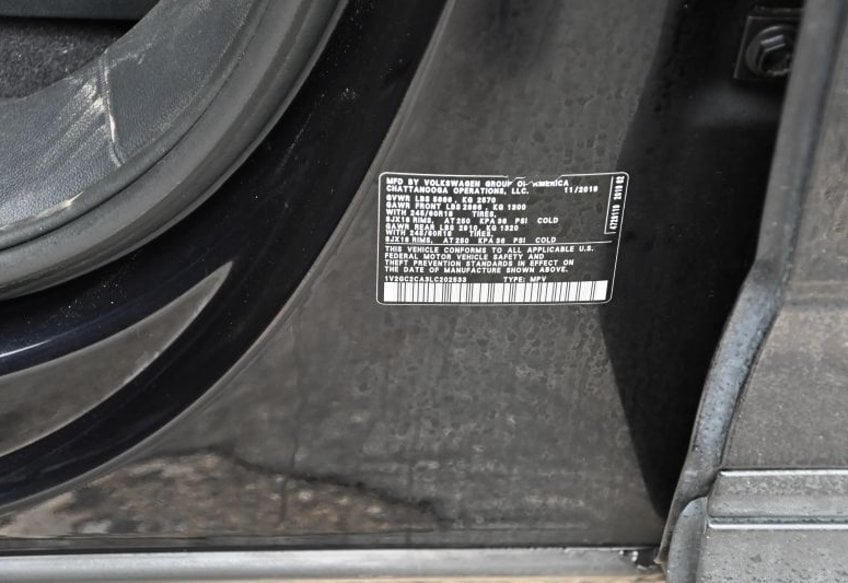 MFD BY VOLKSWAGEN GROUP OF AMERICA
CHATTANOOGA OPERATIONS, LLC. 11/2019
GVWR LBS 5666, KG 2570
GAWR FRONT LBS 2866, KG 1300
WITH 245/60R18 TIRES,
8JX18 RIMS, AT 250 KPA 36 PSI COLD
GAWR REAR LBS 2910, KG 1320
WITH 245/60R18 TIRES,
8JX18 RIMS, AT 250 KPA 36 PSI COLD
THIS VEHICLE CONFORMS TO ALL APPLICABLE U.S.
FEDERAL MOTOR VEHICLE SAFETY AND
THEFT PREVENTION STANDARDS IN EFFECT ON
THE DATE OF MANUFACTURE SHOWN ABOVE.
TYPE: MPV